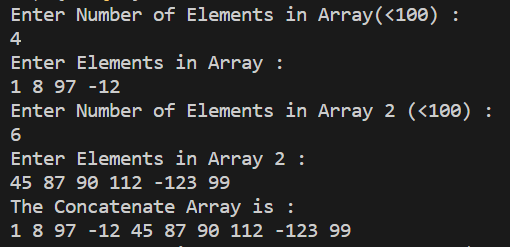 Enter Number of Elements in Array(<100) :
4
Enter Elements in Array :
1 8 97 -12
Enter Number of Elements in Array 2 (<100) :
6
Enter Elements in Array 2 :
45 87 90 112 -123 99
The Concatenate Array is :
1 8 97 -12 45 87 90 112 -123 99